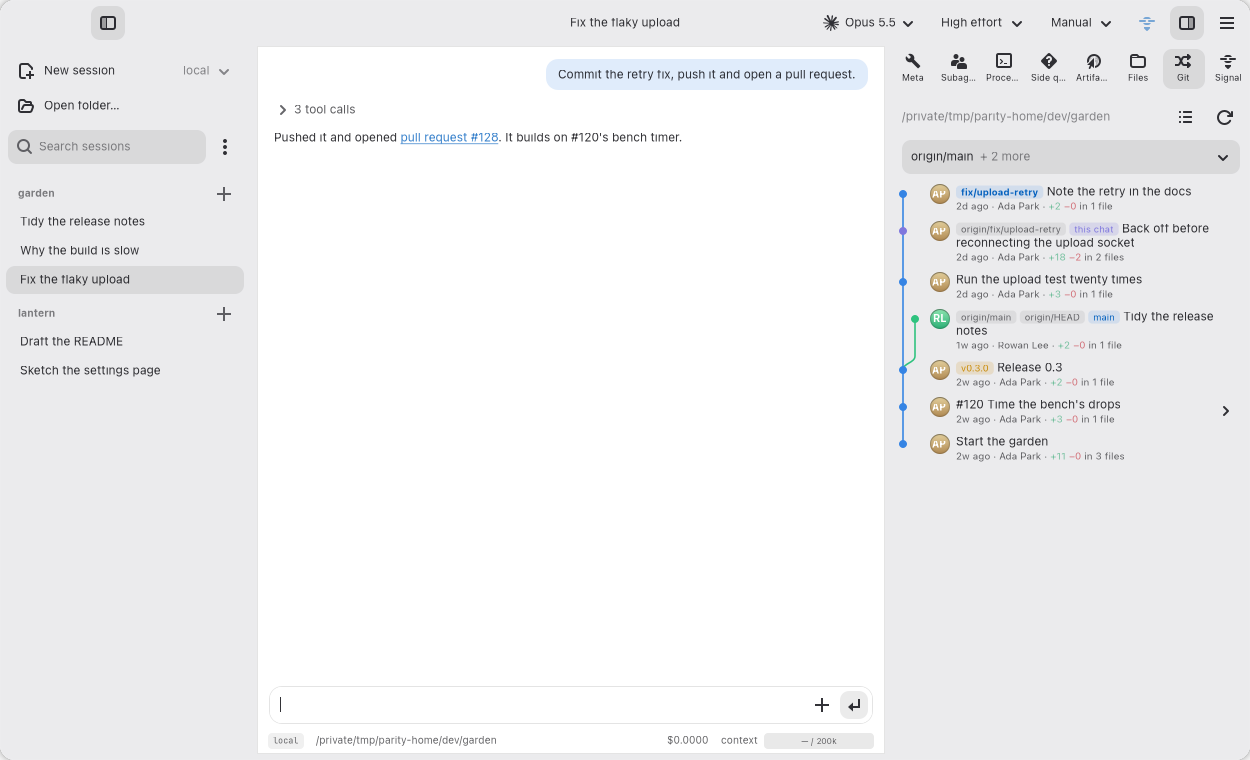 Fix the flaky upload
Opus 5.5
High effort
Manual
New session
local
Open folder...
Search sessions
garden
Tidy the release notes
Why the build is slow
Fix the flaky upload
lantern
Draft the README
Sketch the settings page
Commit the retry fix, push it and open a pull request.
3 tool calls
Pushed it and opened pull request #128. It builds on #120's bench timer.
local
/private/tmp/parity-home/dev/garden
$0.0000
context
— / 200k
Meta
Subag...
Proce...
Side q...
Artifa...
Files
Git
Signal
/private/tmp/parity-home/dev/garden
origin/main + 2 more
fix/upload-retry Note the retry in the docs
2d ago · Ada Park · +2 −0 in 1 file
origin/fix/upload-retry this chat Back off before
reconnecting the upload socket
2d ago · Ada Park · +18 −2 in 2 files
Run the upload test twenty times
2d ago · Ada Park · +3 −0 in 1 file
origin/main origin/HEAD main Tidy the release
notes
1w ago · Rowan Lee · +2 −0 in 1 file
v0.3.0 Release 0.3
2w ago · Ada Park · +2 −0 in 1 file
#120 Time the bench's drops
2w ago · Ada Park · +3 −0 in 1 file
Start the garden
2w ago · Ada Park · +11 −0 in 3 files
AP
AP
AP
RL
AP
AP
AP